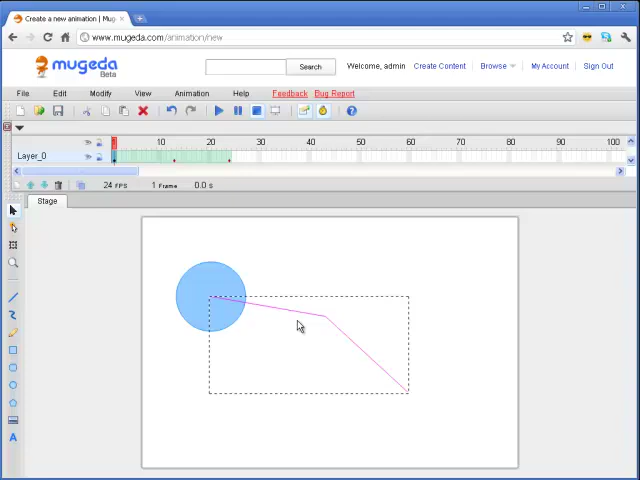 Create a new animation | Mug
www.mugeda.com/animation/new
mugeda
Beta
Search
Welcome, admin
Create Content
Browse
My Account
Sign Out
File
Edit
Modify
View
Animation
Help
Feedback
Bug Report
1
10
20
30
40
50
60
70
80
90
100
Layer_0
24 FPS
1 Frame
0.0 s
Stage
A